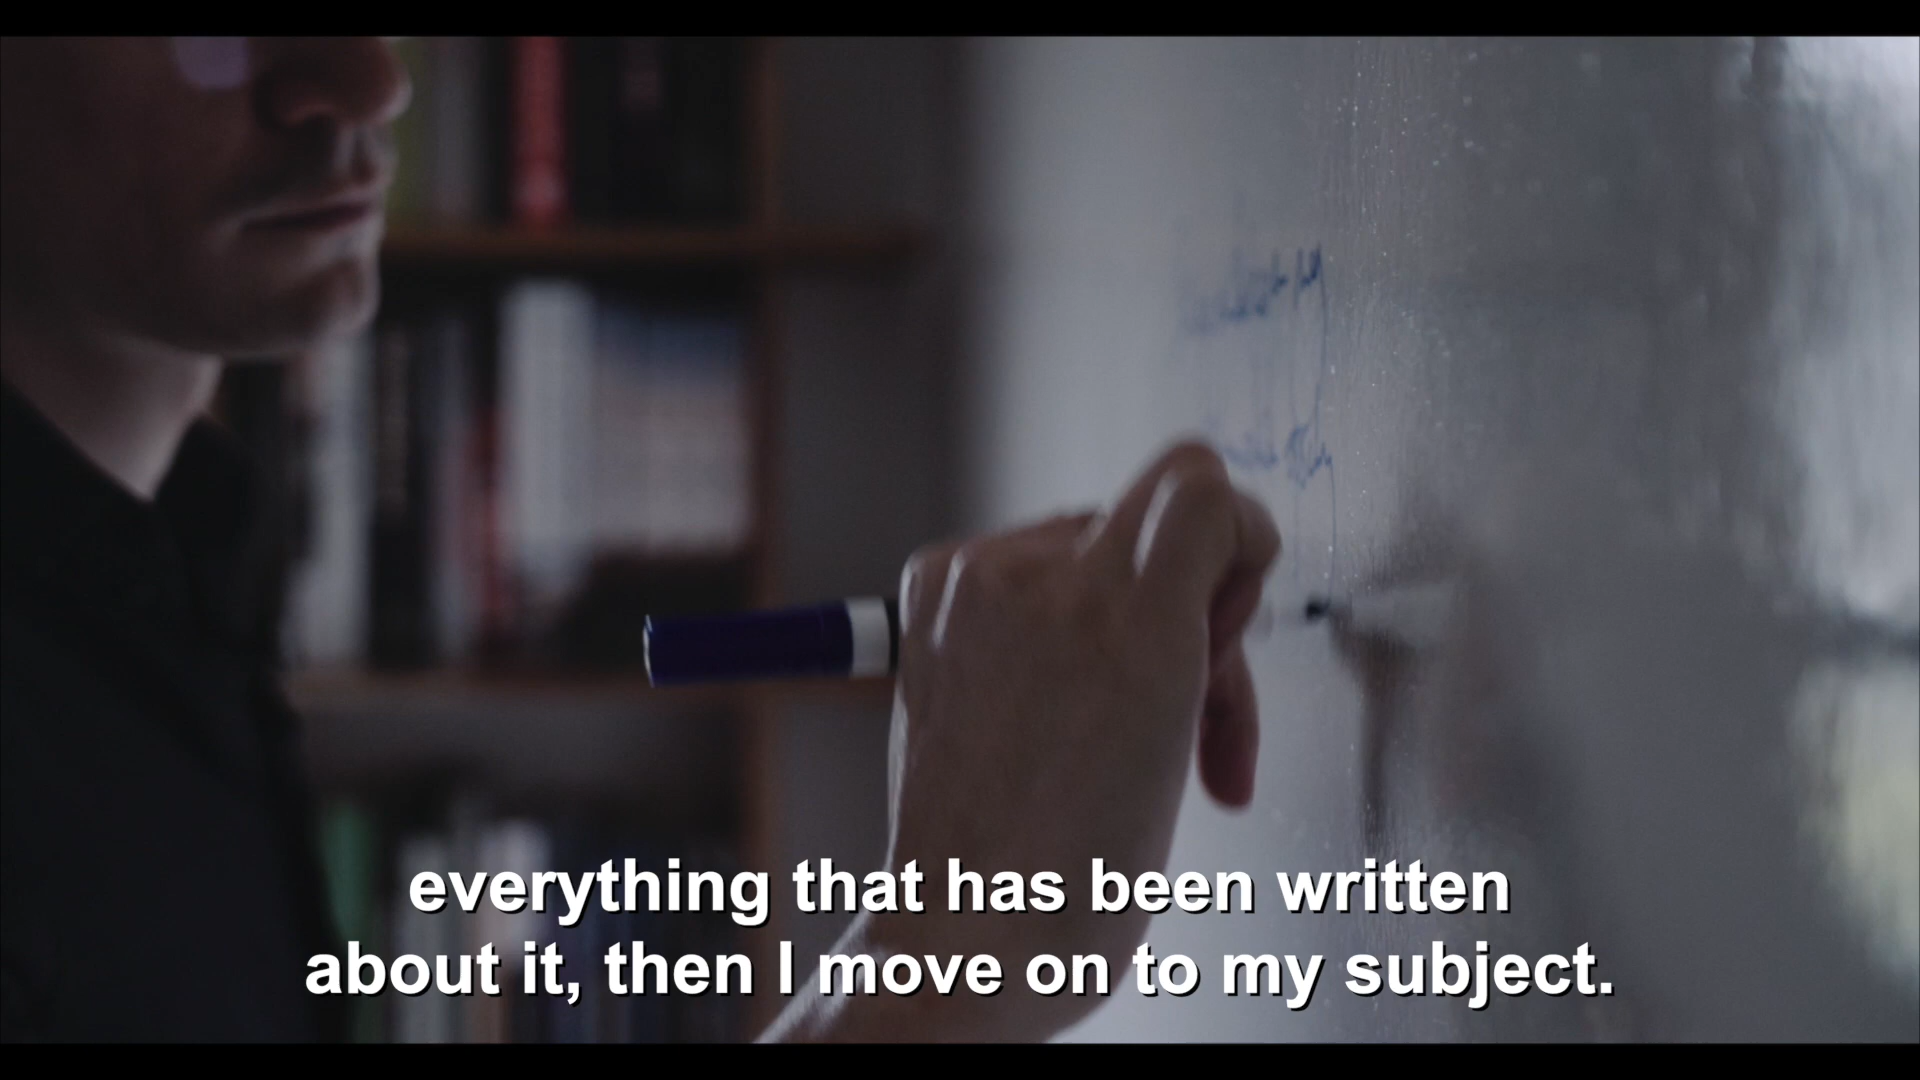 everything that has been written
about it, then I move on to my subject.